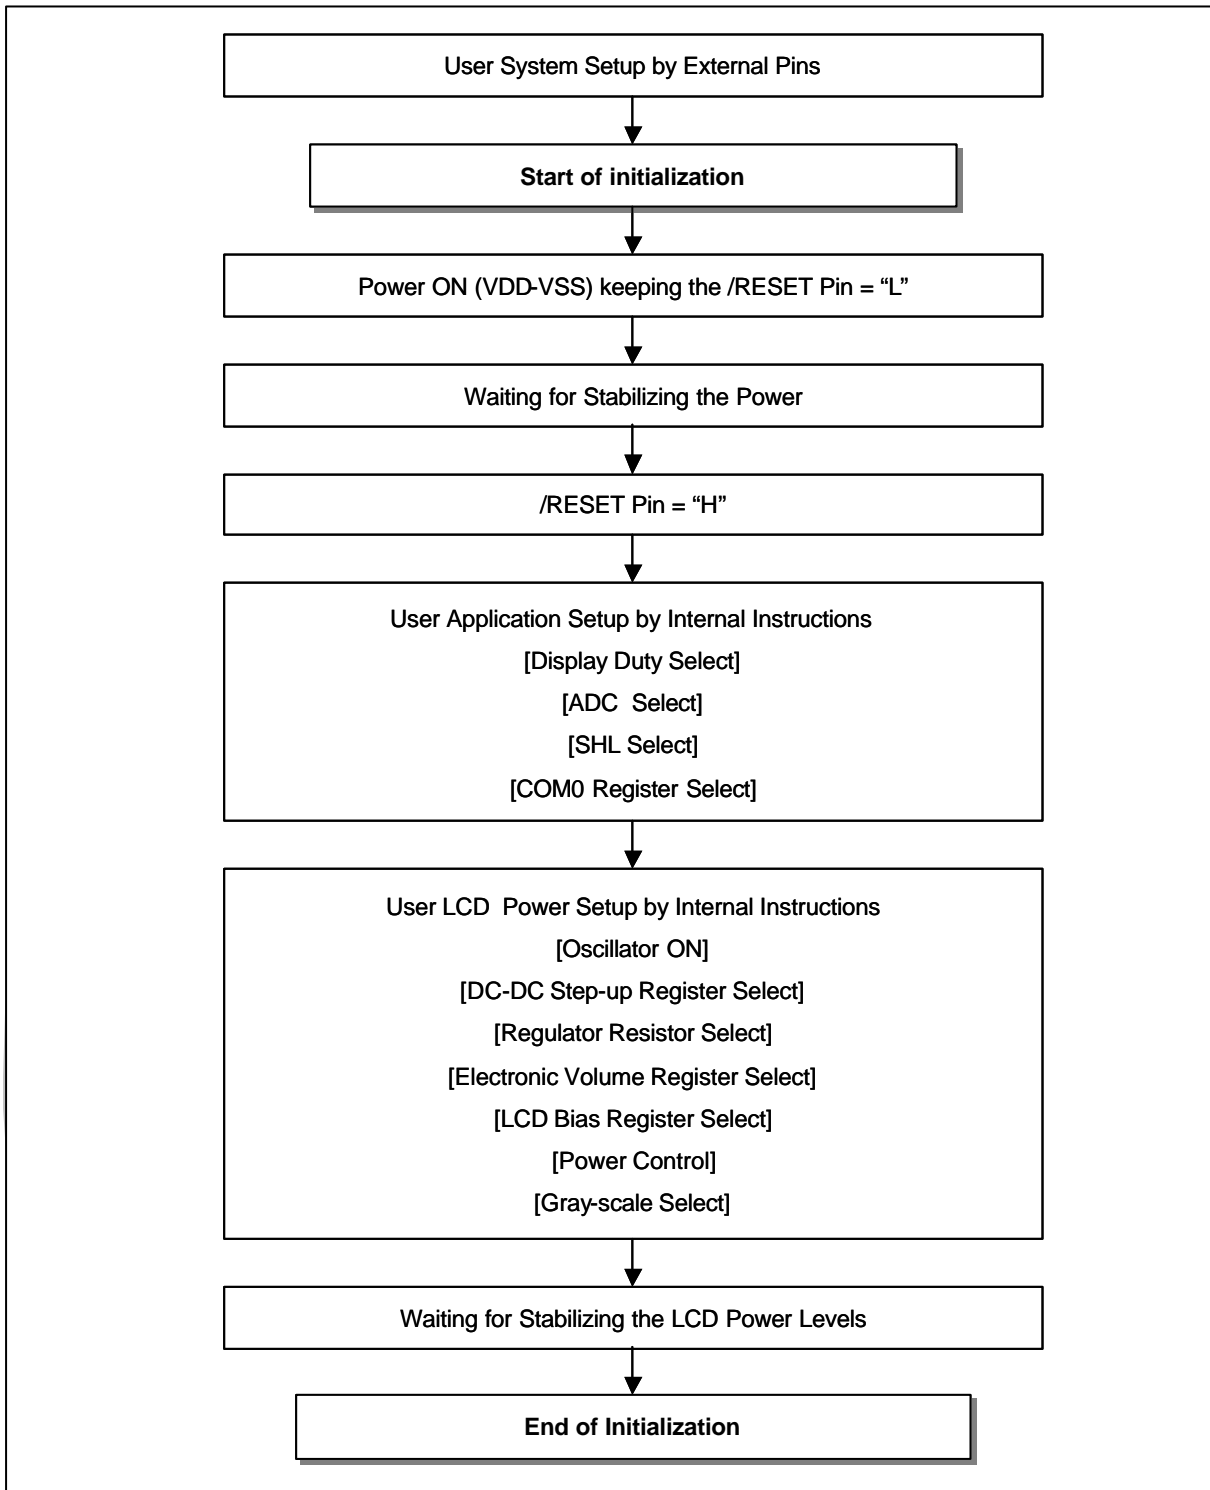 User System Setup by External Pins
Start of initialization
Power ON (VDD-VSS) keeping the /RESET Pin = “L”
Waiting for Stabilizing the Power
/RESET Pin = “H”
User Application Setup by Internal Instructions
[Display Duty Select]
[ADC Select]
[SHL Select]
[COM0 Register Select]
User LCD Power Setup by Internal Instructions
[Oscillator ON]
[DC-DC Step-up Register Select]
[Regulator Resistor Select]
[Electronic Volume Register Select]
[LCD Bias Register Select]
[Power Control]
[Gray-scale Select]
Waiting for Stabilizing the LCD Power Levels
End of Initialization